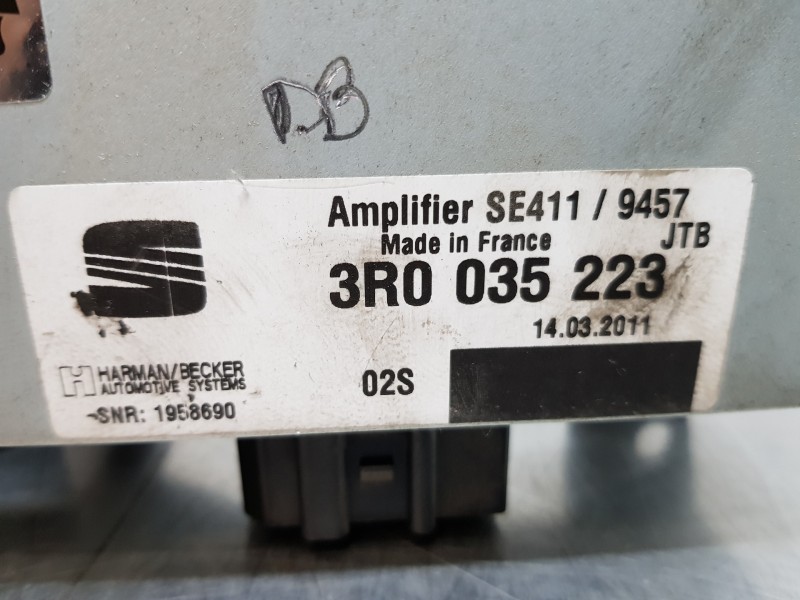 DB
Amplifier SE411 / 9457
Made in France JTB
3R0 035 223
14.03.2011
HARMAN/BECKER
AUTOMOTIVE SYSTEMS
02S
SNR: 1958690